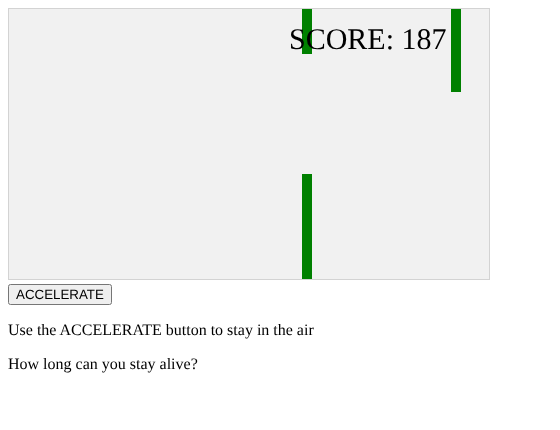 SCORE: 187
ACCELERATE
Use the ACCELERATE button to stay in the air
How long can you stay alive?